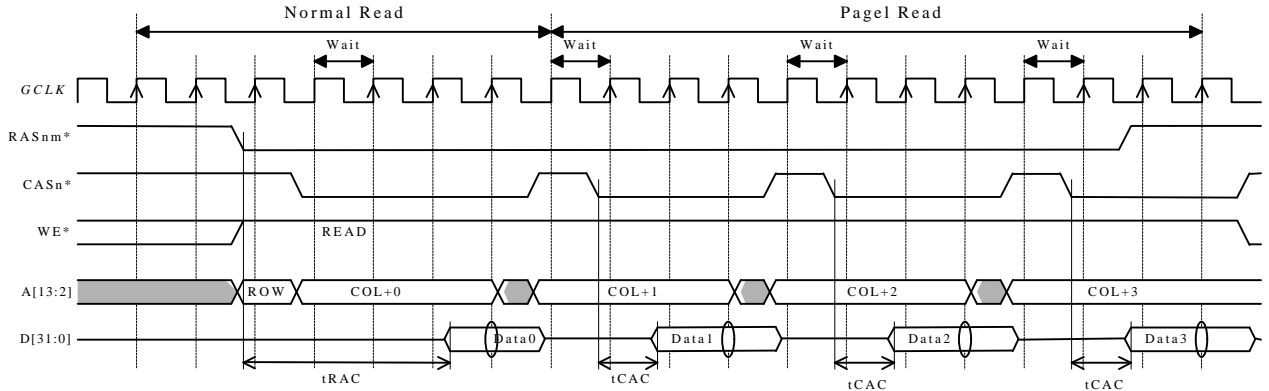 Normal Read
Pagel Read
Wait
Wait
Wait
Wait
GCLK
RASnm*
CASn*
WE*
READ
A[13:2]
ROW
COL+0
COL+1
COL+2
COL+3
D[31:0]
Data0
Data1
Data2
Data3
tRAC
tCAC
tCAC
tCAC